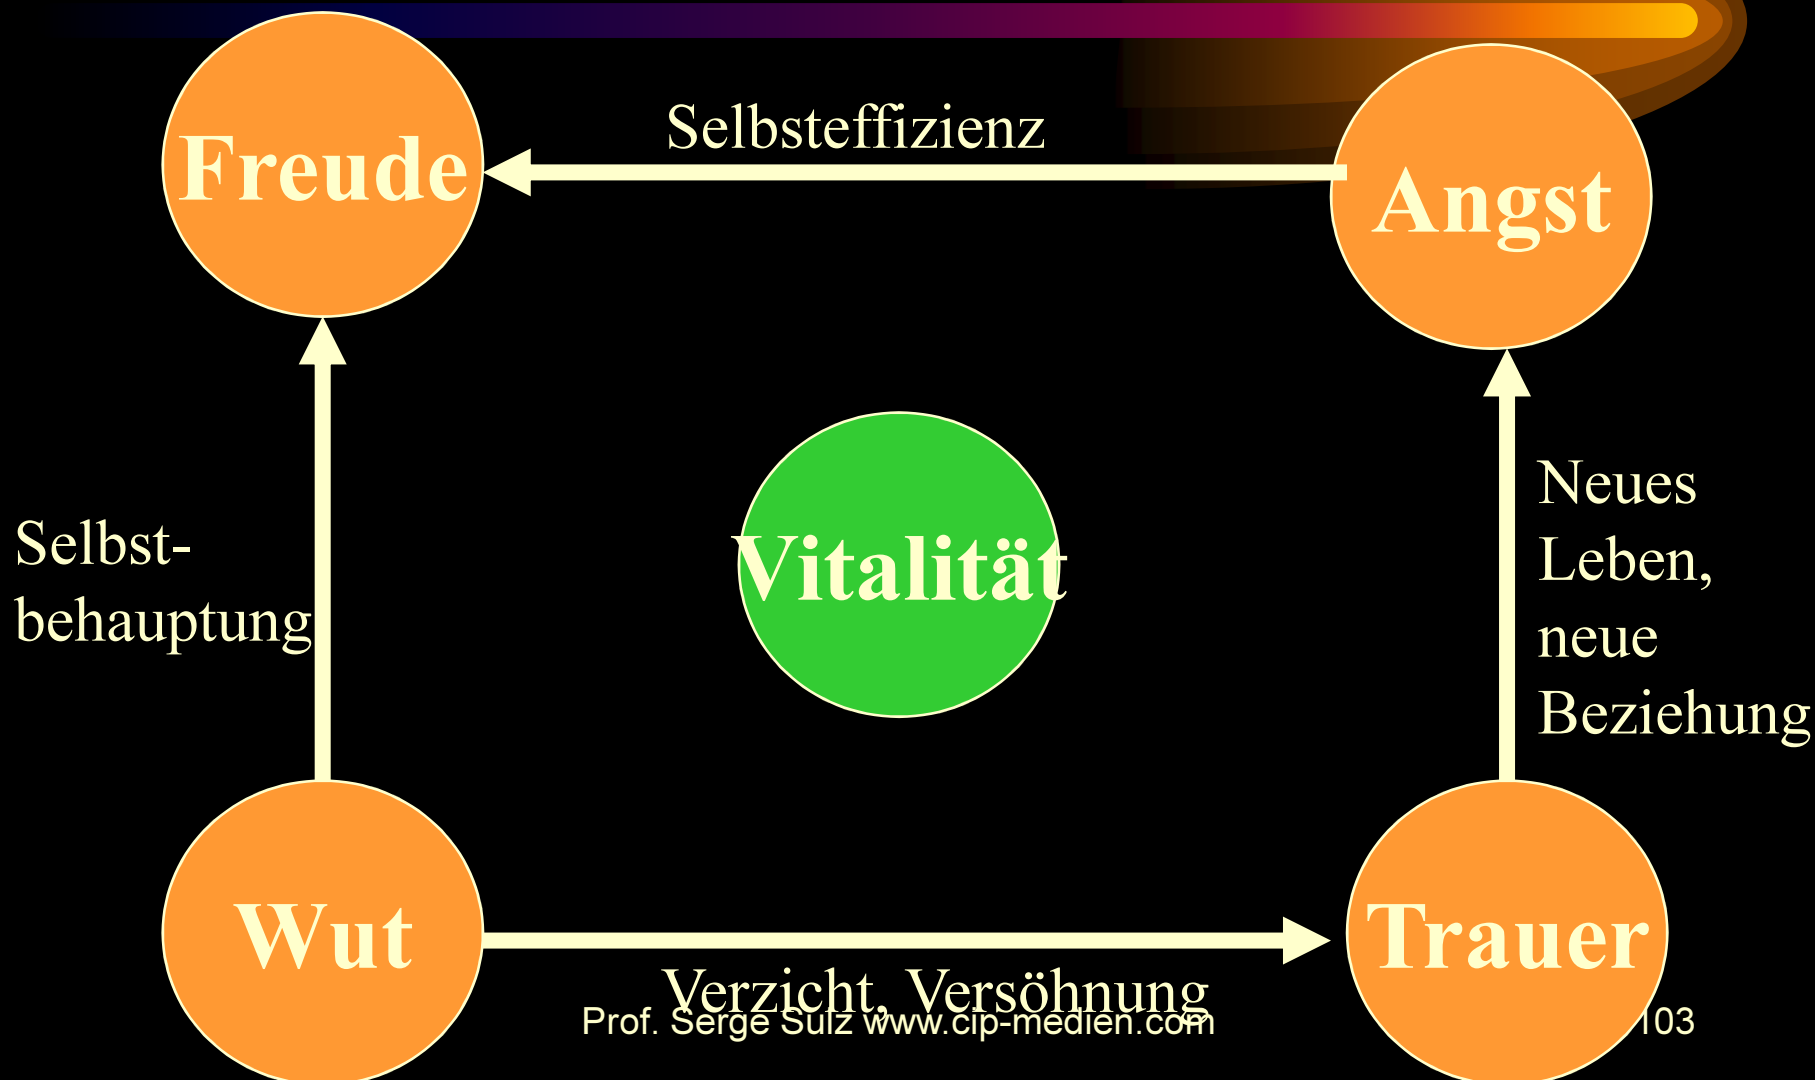 Selbsteffizienz
Freude
Angst
Neues
Leben,
neue
Beziehung
Selbst-
behauptung
Vitalität
Wut
Trauer
Verzicht, Versöhnung
Prof. Serge Sulz www.cip-medien.com
103